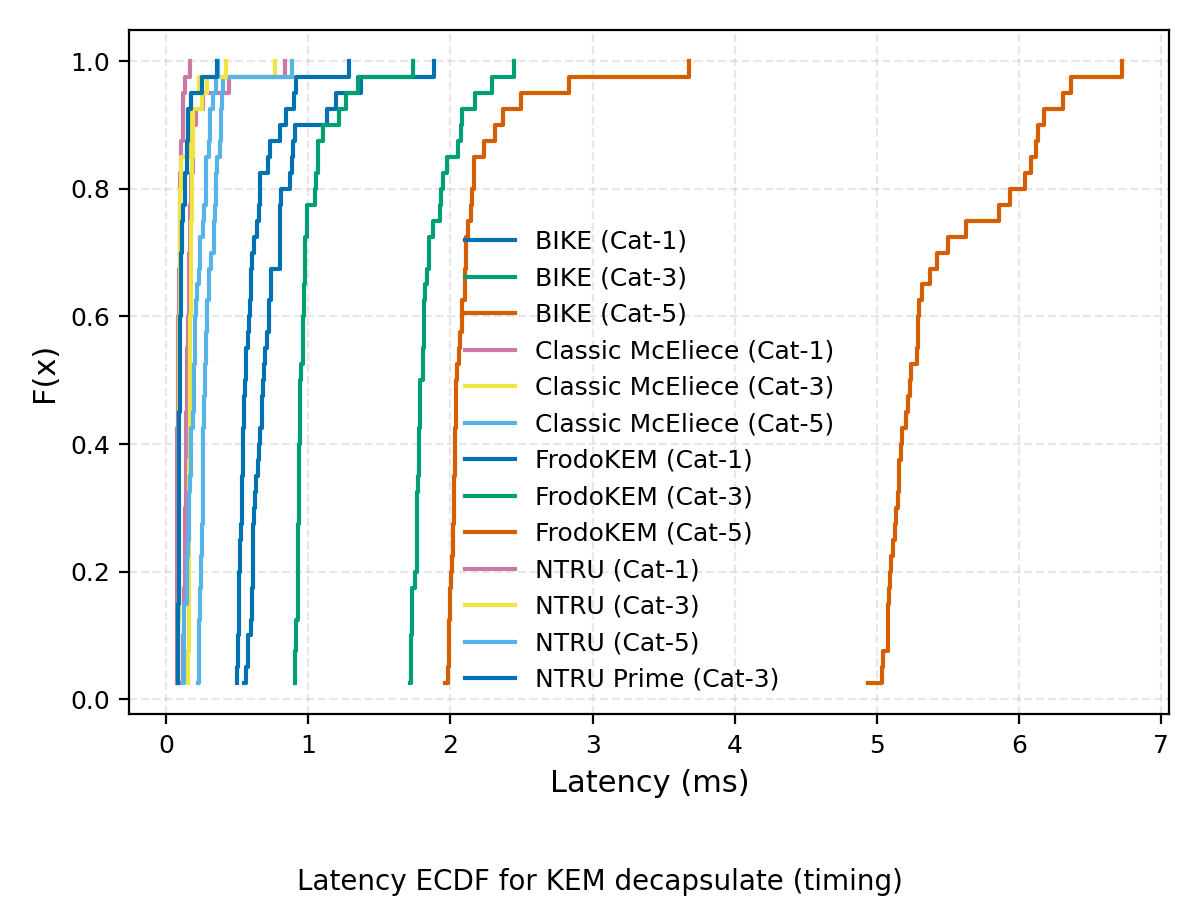 1.0
0.8
0.6
0.4
0.2
0.0
F(x)
BIKE (Cat-1)
BIKE (Cat-3)
BIKE (Cat-5)
Classic McEliece (Cat-1)
Classic McEliece (Cat-3)
Classic McEliece (Cat-5)
FrodoKEM (Cat-1)
FrodoKEM (Cat-3)
FrodoKEM (Cat-5)
NTRU (Cat-1)
NTRU (Cat-3)
NTRU (Cat-5)
NTRU Prime (Cat-3)
0 1 2 3 4 5 6 7
Latency (ms)
Latency ECDF for KEM decapsulate (timing)